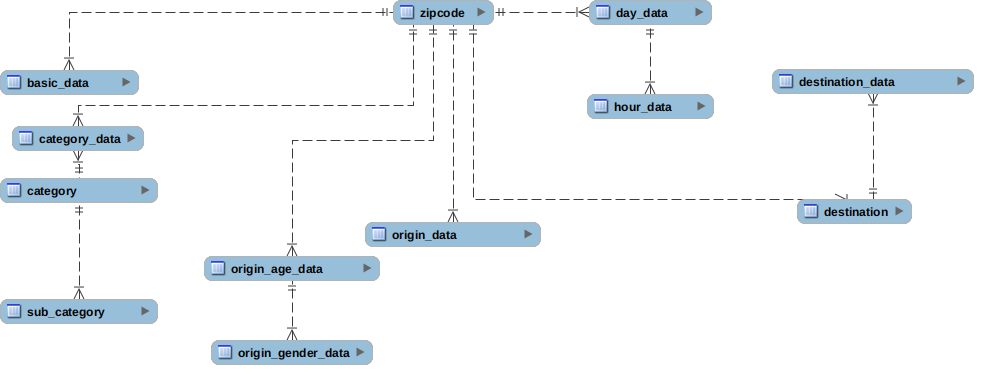 zipcode
day_data
basic_data
destination_data
hour_data
category_data
category
destination
origin_data
origin_age_data
sub_category
origin_gender_data